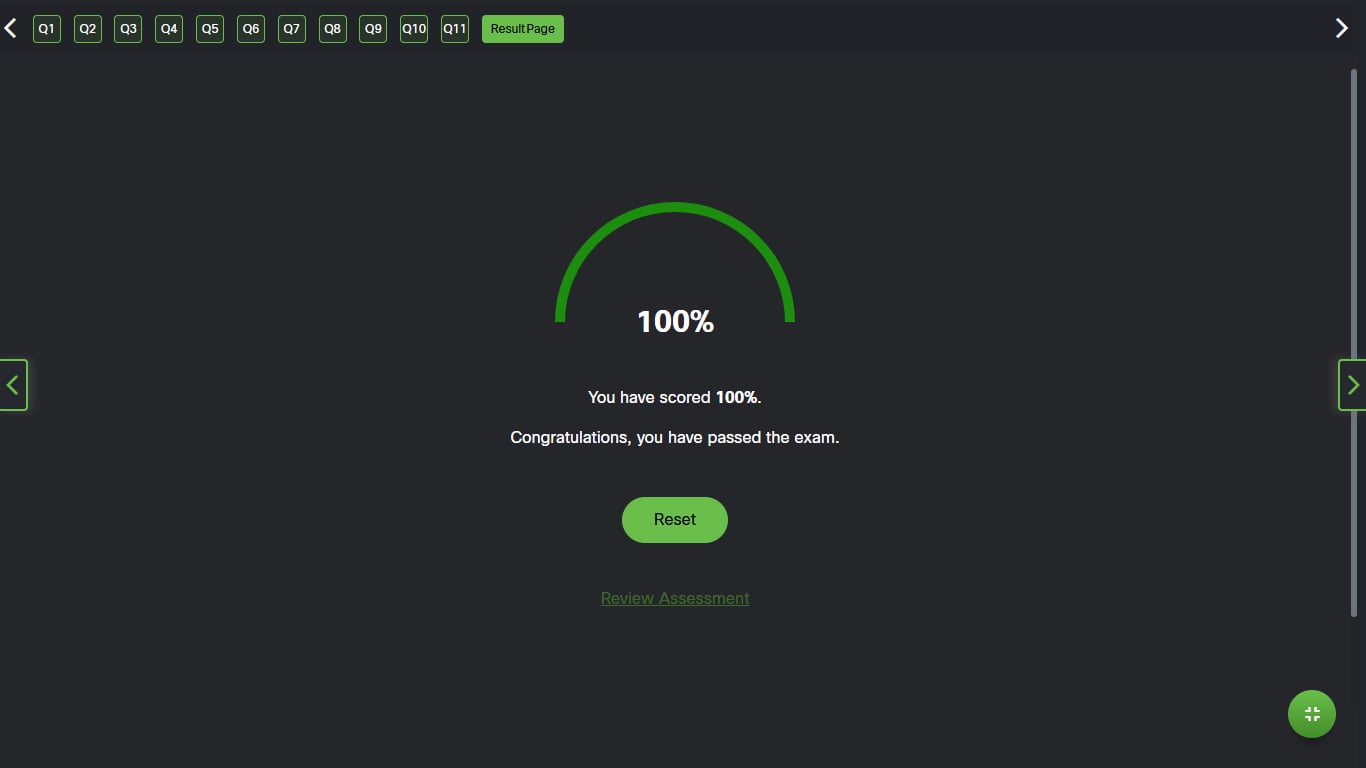 Q1 Q2 Q3 Q4 Q5 Q6 Q7 Q8 Q9 Q10 Q11 Result Page
100%
You have scored 100%.
Congratulations, you have passed the exam.
Reset
Review Assessment